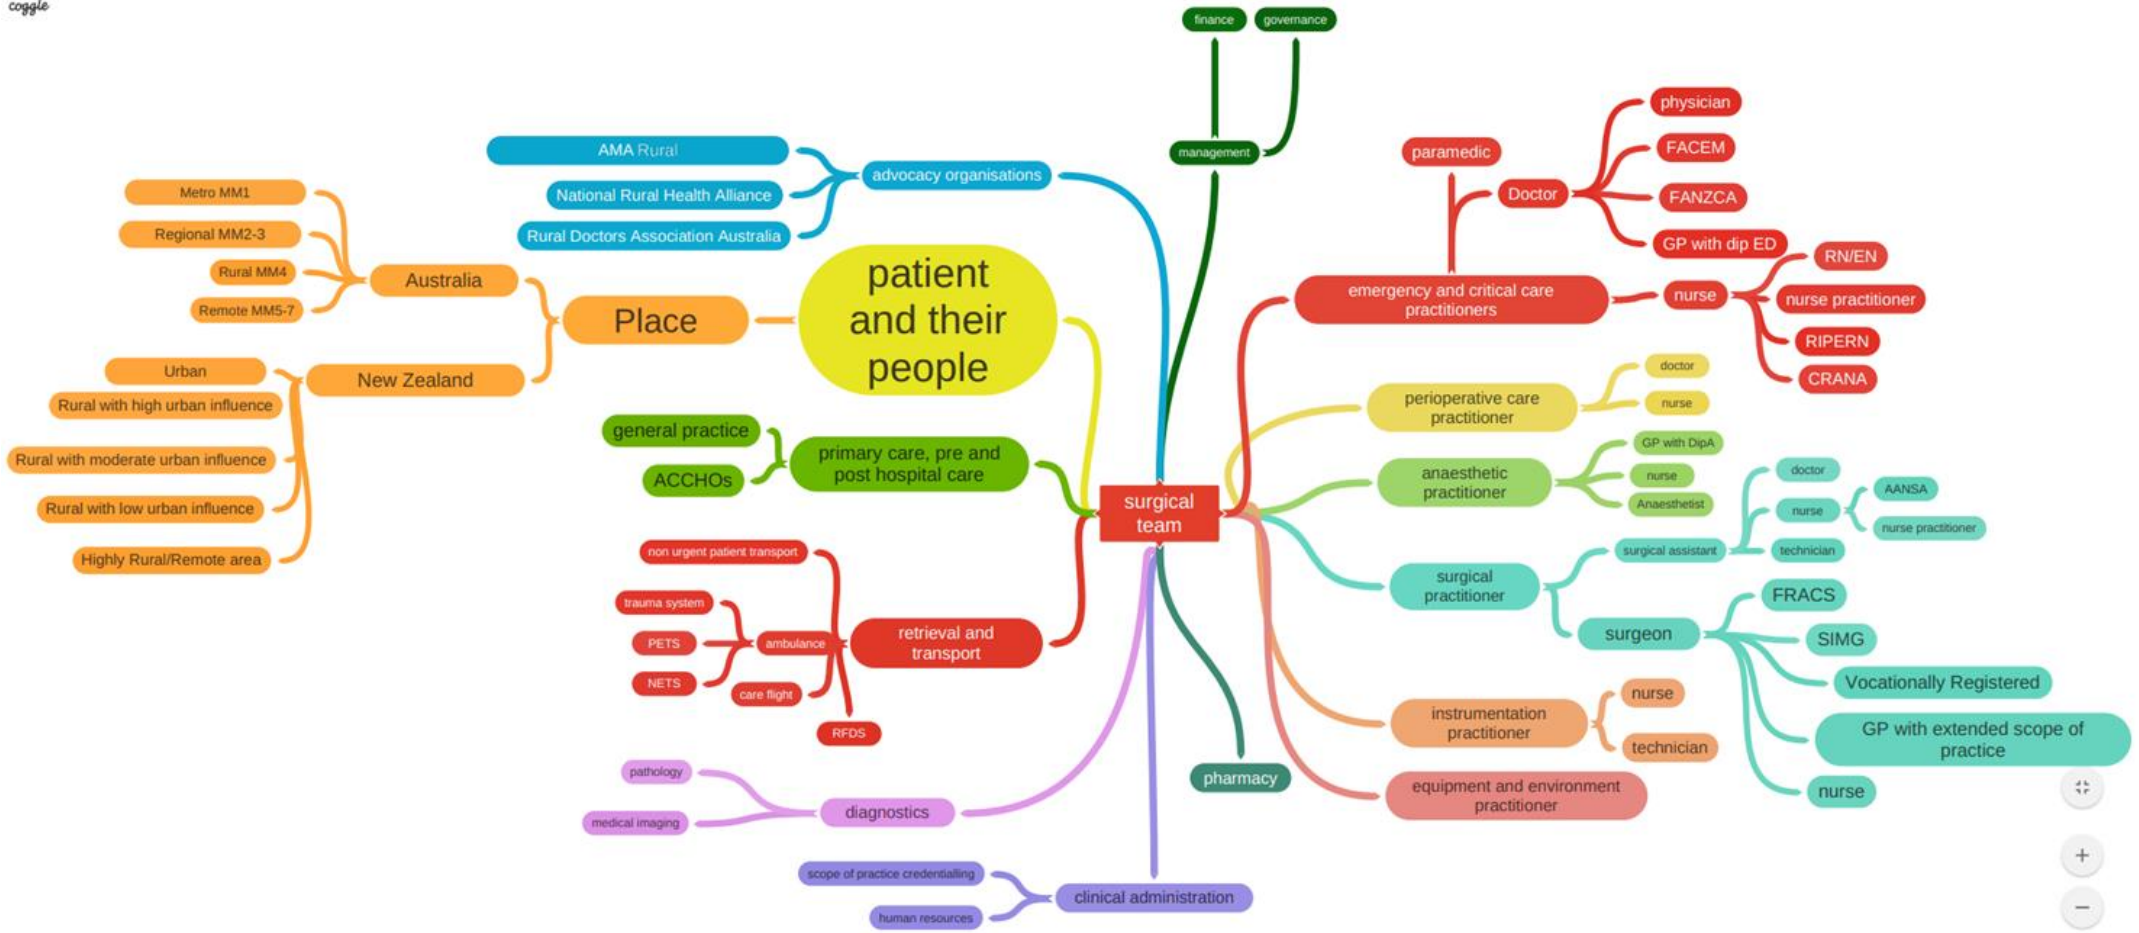 coggle
finance
governance
management
AMA Rural
National Rural Health Alliance
Rural Doctors Association Australia
advocacy organisations
Metro MM1
Regional MM2-3
Rural MM4
Remote MM5-7
Australia
Urban
Rural with high urban influence
Rural with moderate urban influence
Rural with low urban influence
Highly Rural/Remote area
New Zealand
Place
patient
and their
people
general practice
ACCHOs
primary care, pre and
post hospital care
non urgent patient transport
trauma system
PETS
NETS
ambulance
care flight
RFDS
retrieval and
transport
pathology
medical imaging
diagnostics
scope of practice credentialling
human resources
clinical administration
surgical
team
pharmacy
paramedic
Doctor
physician
FACEM
FANZCA
GP with dip ED
emergency and critical care
practitioners
nurse
RN/EN
nurse practitioner
RIPERN
CRANA
perioperative care
practitioner
doctor
nurse
anaesthetic
practitioner
GP with DipA
nurse
Anaesthetist
surgical
practitioner
surgical assistant
doctor
nurse
AANSA
nurse practitioner
technician
surgeon
FRACS
SIMG
Vocationally Registered
GP with extended scope of
practice
nurse
instrumentation
practitioner
nurse
technician
equipment and environment
practitioner